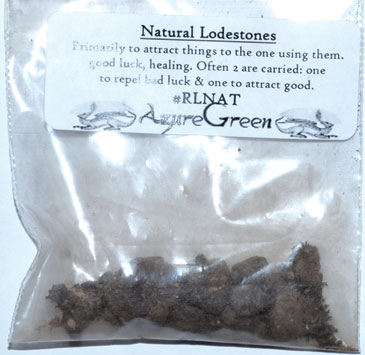 Natural Lodestones
Primarily to attract things to the one using them.
good luck, healing. Often 2 are carried: one
to repel bad luck & one to attract good.
#RLNAT
AzureGreen